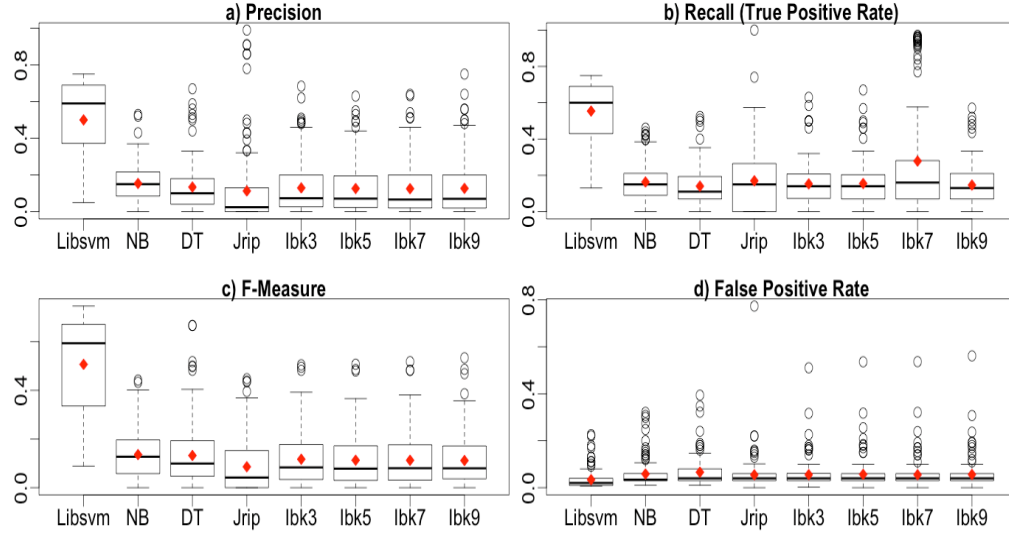 a) Precision
0.8
0.4
0.0
Libsvm NB DT Jrip Ibk3 Ibk5 Ibk7 Ibk9
b) Recall (True Positive Rate)
0.8
0.4
0.0
Libsvm NB DT Jrip Ibk3 Ibk5 Ibk7 Ibk9
c) F-Measure
0.4
0.0
Libsvm NB DT Jrip Ibk3 Ibk5 Ibk7 Ibk9
d) False Positive Rate
0.8
0.4
0.0
Libsvm NB DT Jrip Ibk3 Ibk5 Ibk7 Ibk9